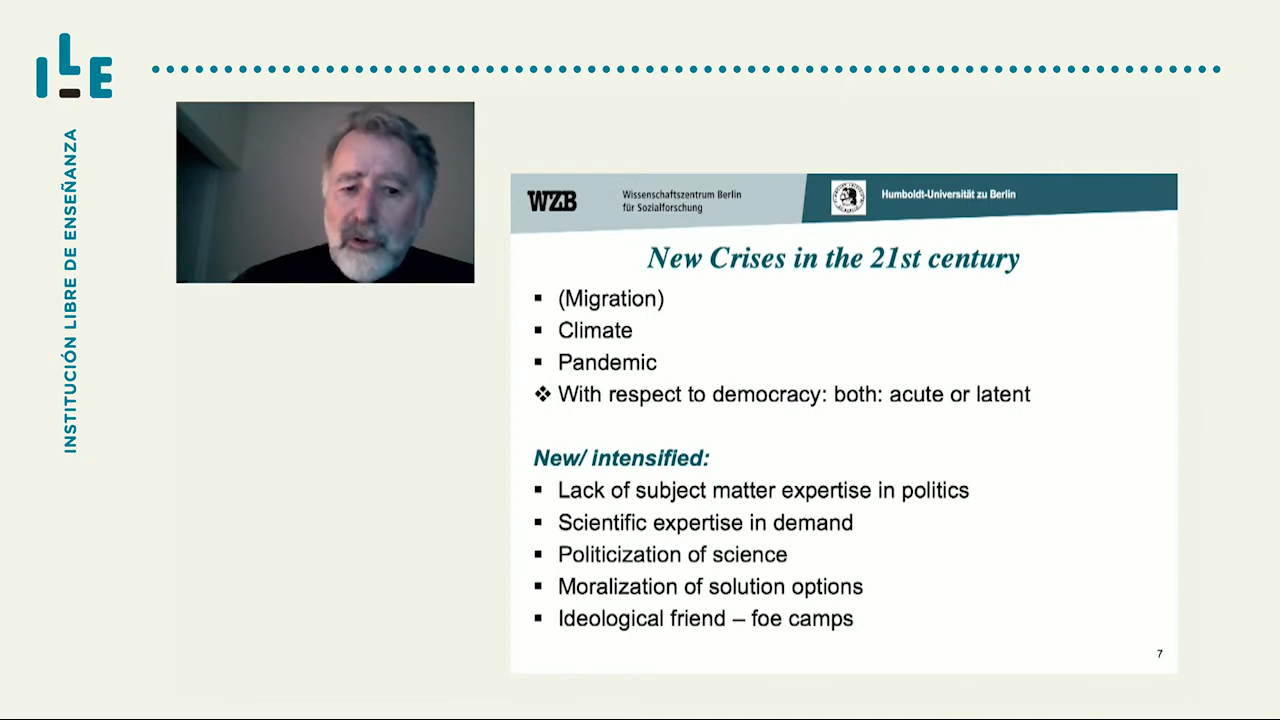 ILE
INSTITUCIÓN LIBRE DE ENSEÑANZA
WZB
Wissenschaftszentrum Berlin
für Sozialforschung
Humboldt-Universität zu Berlin
New Crises in the 21st century
▪ (Migration)
▪ Climate
▪ Pandemic
❖ With respect to democracy: both: acute or latent
New/ intensified:
▪ Lack of subject matter expertise in politics
▪ Scientific expertise in demand
▪ Politicization of science
▪ Moralization of solution options
▪ Ideological friend – foe camps
7